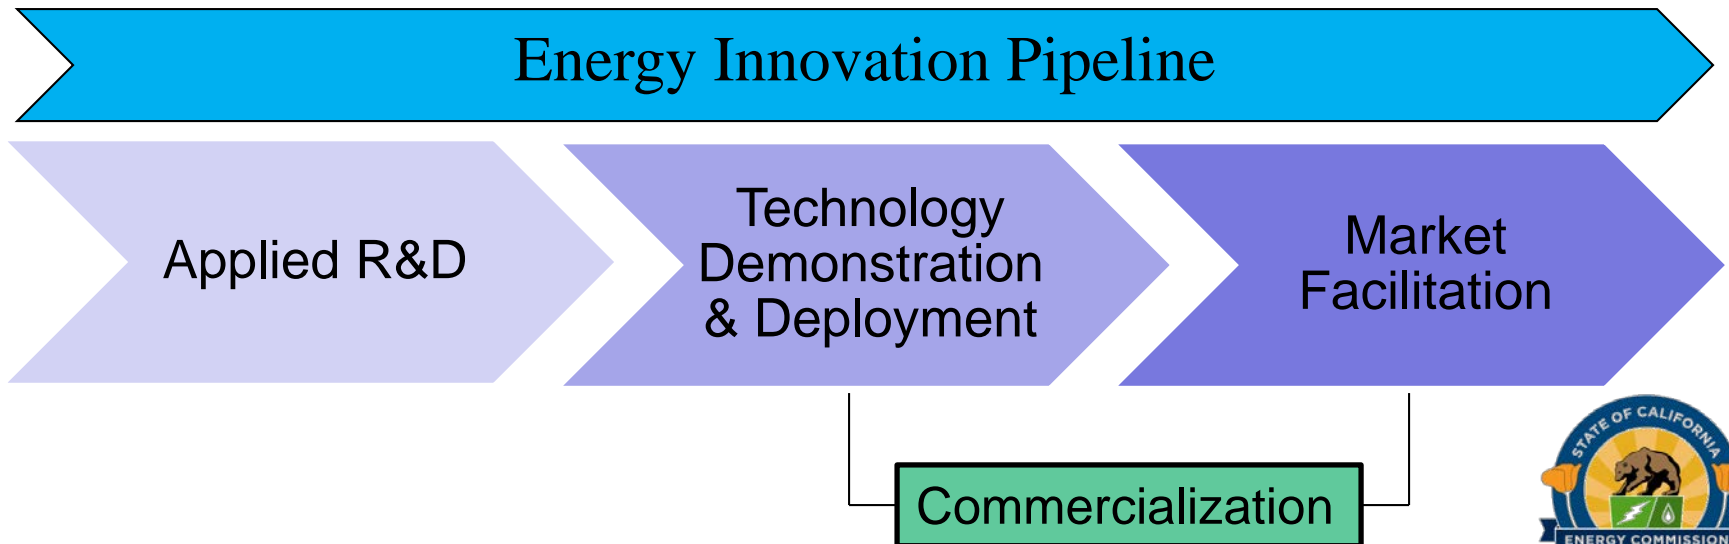 Energy Innovation Pipeline
Applied R&D
Technology
Demonstration
& Deployment
Market
Facilitation
Commercialization
STATE OF CALIFORNIA
ENERGY COMMISSION